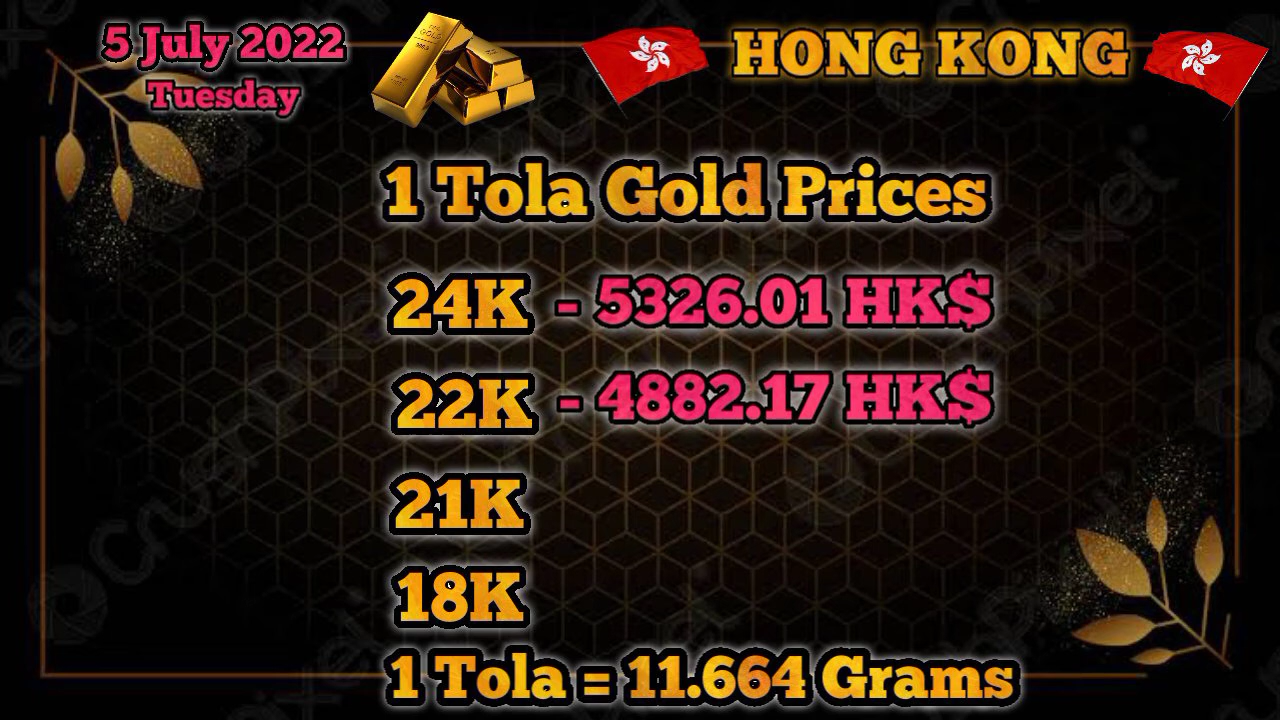 5 July 2022
Tuesday
HONG KONG
1 Tola Gold Prices
24K - 5326.01 HK$
22K - 4882.17 HK$
21K
18K
1 Tola = 11.664 Grams